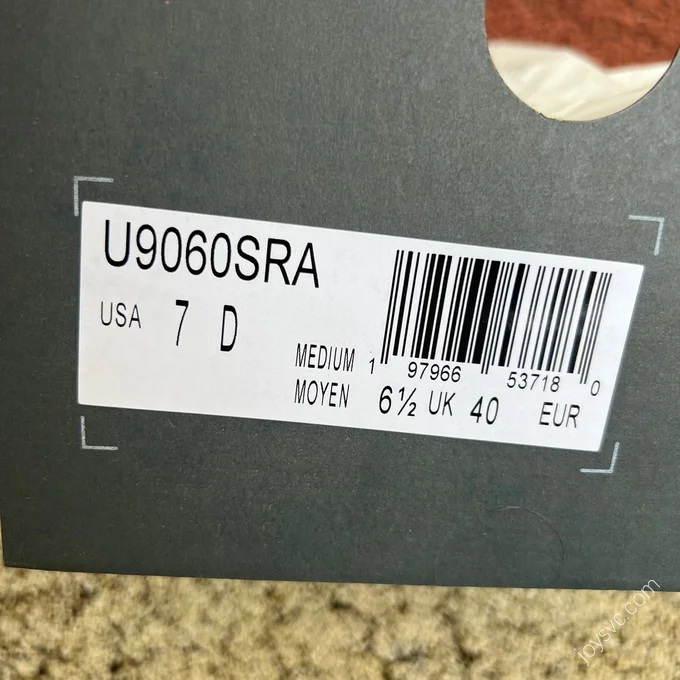 U9060SRA
USA 7 D
MEDIUM
MOYEN 6½ UK 40 EUR
1 97966 53718 0
joysvc.com